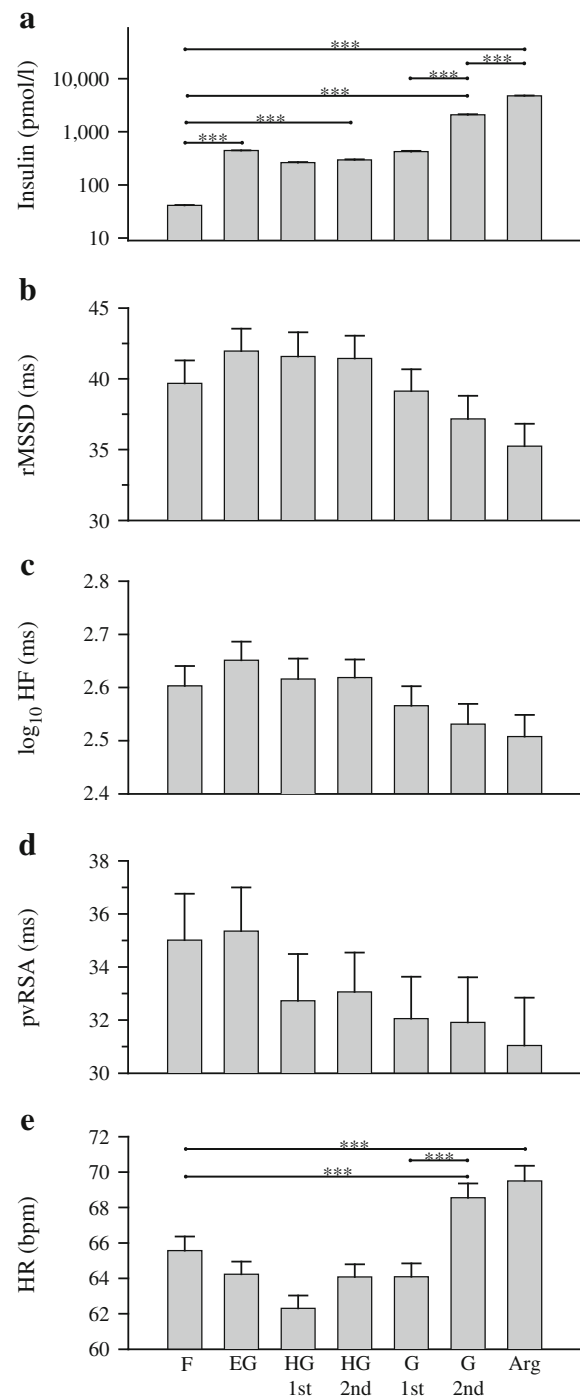 a
***
10,000
***
***
***
1,000
***
***
100
10
Insulin (pmol/l)
b
45
40
35
30
rMSSD (ms)
c
2.8
2.7
2.6
2.5
2.4
log10 HF (ms)
d
38
36
35
33
32
30
pvRSA (ms)
e
72
***
70
***
***
68
66
64
62
60
HR (bpm)
F EG HG HG G G Arg
1st 2nd 1st 2nd